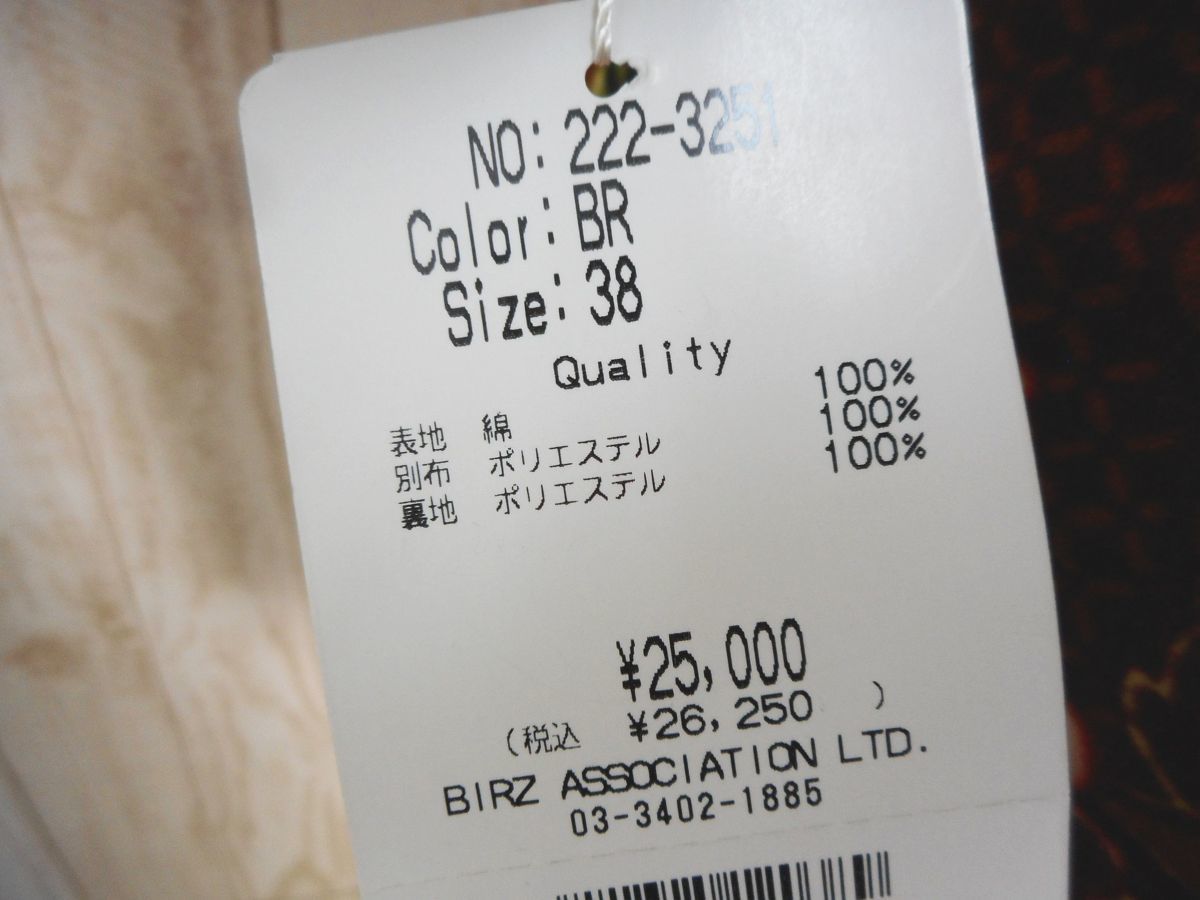 NO: 222-3251
Color: BR
Size: 38
Quality
表地 綿 100%
別布 ポリエステル 100%
裏地 ポリエステル 100%
¥25,000
(税込 ¥26,250 )
BIRZ ASSOCIATION LTD.
03-3402-1885